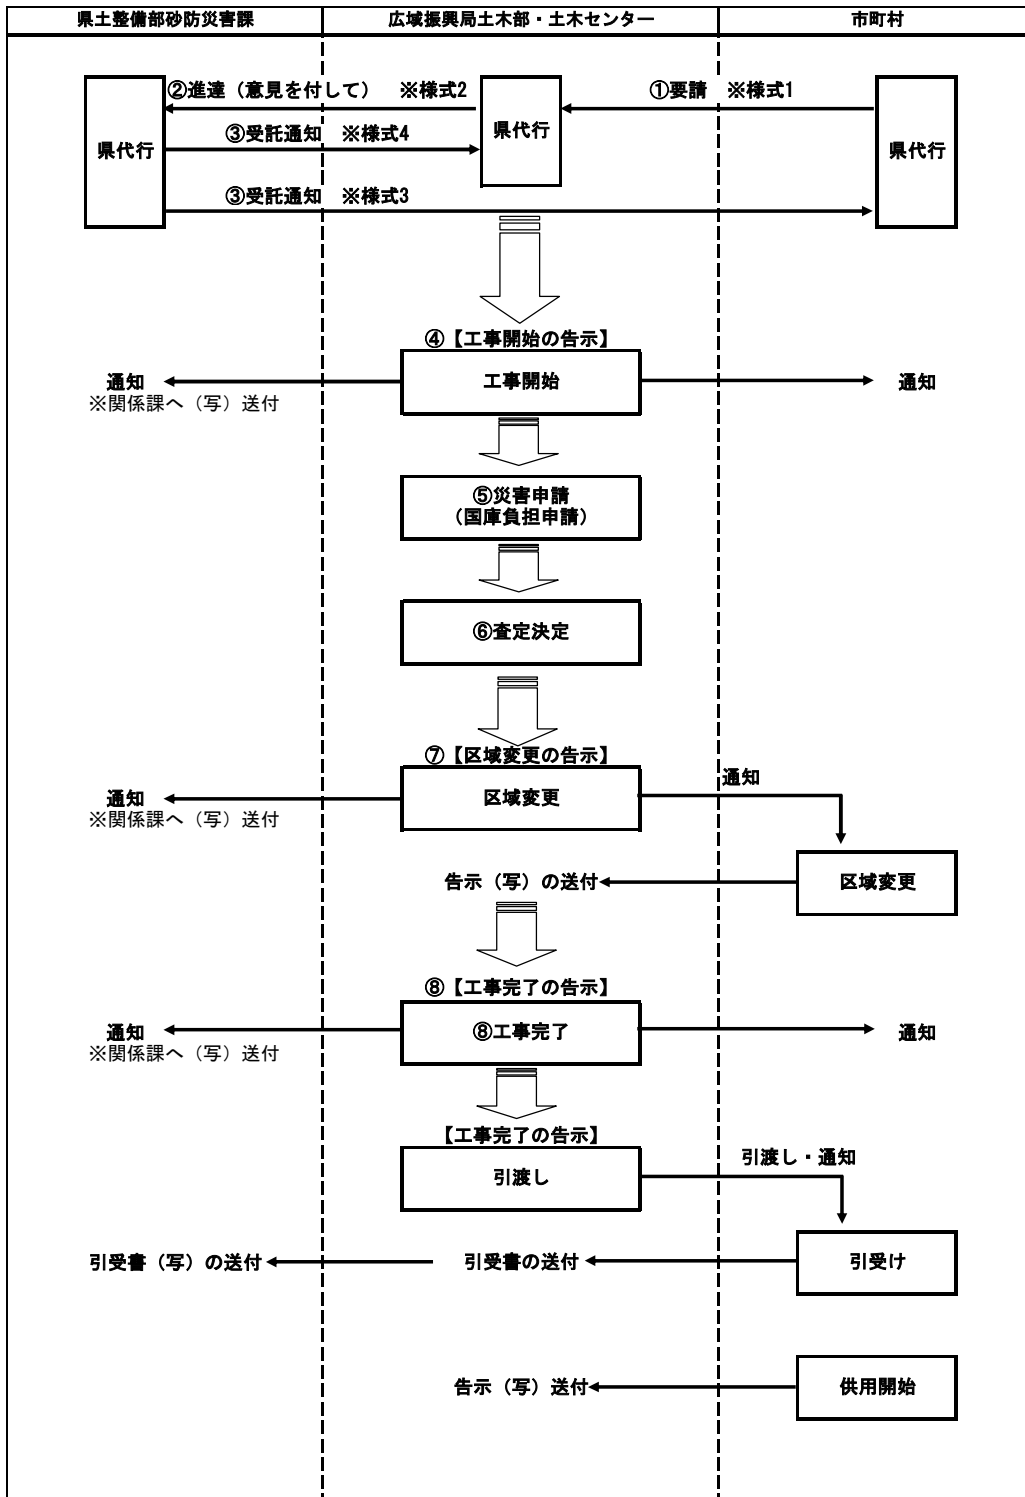 県土整備部砂防災害課
広域振興局土木部・土木センター
市町村
②進達（意見を付して）　※様式2
①要請　※様式1
県代行
③受託通知　※様式4
県代行
県代行
③受託通知　※様式3
④【工事開始の告示】
工事開始
通知
※関係課へ（写）送付
通知
⑤災害申請
（国庫負担申請）
⑥査定決定
⑦【区域変更の告示】
区域変更
通知
通知
※関係課へ（写）送付
告示（写）の送付
区域変更
⑧【工事完了の告示】
⑧工事完了
通知
※関係課へ（写）送付
通知
【工事完了の告示】
引渡し
引渡し・通知
引受書（写）の送付
引受書の送付
引受け
告示（写）送付
供用開始